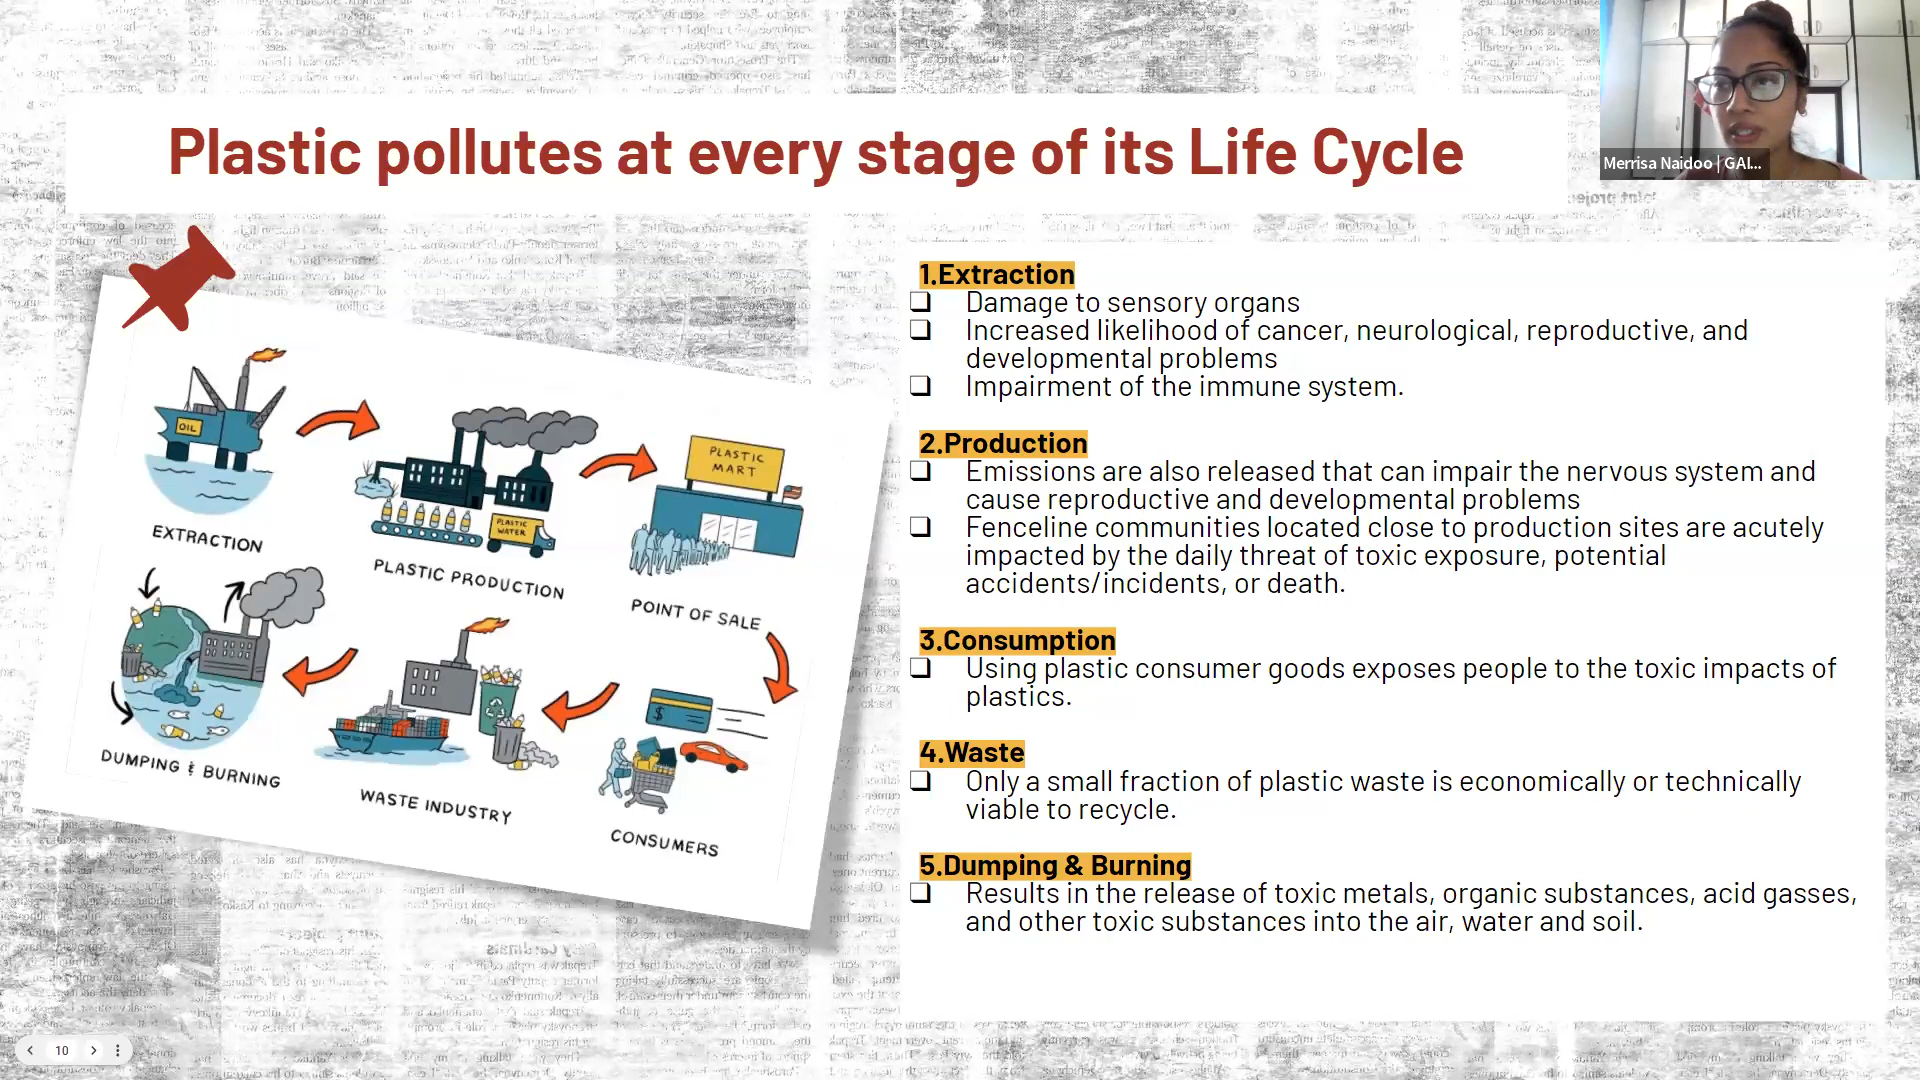 Plastic pollutes at every stage of its Life Cycle
Merrisa Naidoo | GAI...
OIL
EXTRACTION
PLASTIC WATER
PLASTIC PRODUCTION
PLASTIC
MART
POINT OF SALE
DUMPING & BURNING
WASTE INDUSTRY
$
CONSUMERS
1.Extraction
❑ Damage to sensory organs
❑ Increased likelihood of cancer, neurological, reproductive, and
developmental problems
❑ Impairment of the immune system.
2.Production
❑ Emissions are also released that can impair the nervous system and
cause reproductive and developmental problems
❑ Fenceline communities located close to production sites are acutely
impacted by the daily threat of toxic exposure, potential
accidents/incidents, or death.
3.Consumption
❑ Using plastic consumer goods exposes people to the toxic impacts of
plastics.
4.Waste
❑ Only a small fraction of plastic waste is economically or technically
viable to recycle.
5.Dumping & Burning
❑ Results in the release of toxic metals, organic substances, acid gasses,
and other toxic substances into the air, water and soil.
10